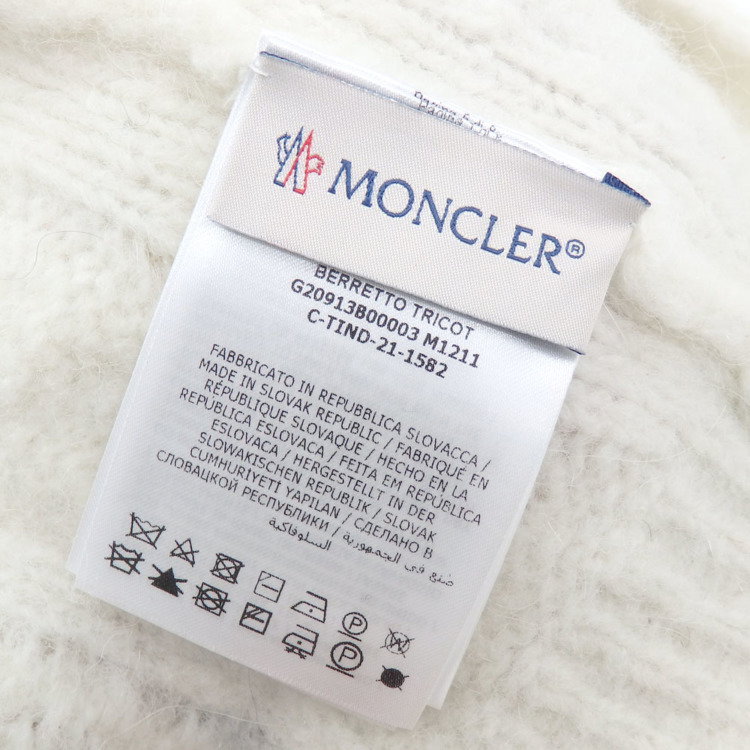 MONCLER®
BERRETTO TRICOT
G20913B00003 M1211
C-TIND-21-1582
FABBRICATO IN REPUBBLICA SLOVACCA /
MADE IN SLOVAK REPUBLIC / FABRIQUÉ EN
RÉPUBLIQUE SLOVAQUE / HECHO EN LA
REPÚBLICA ESLOVACA / FEITA EM REPÚBLICA
ESLOVACA / HERGESTELLT IN DER
SLOWAKISCHEN REPUBLIK / SLOVAK
CUMHURIYETİ YAPILAN / СДЕЛАНО В
СЛОВАЦКОЙ РЕСПУБЛИКИ / صنع في الجمهورية
السلوفاكية
P W
P